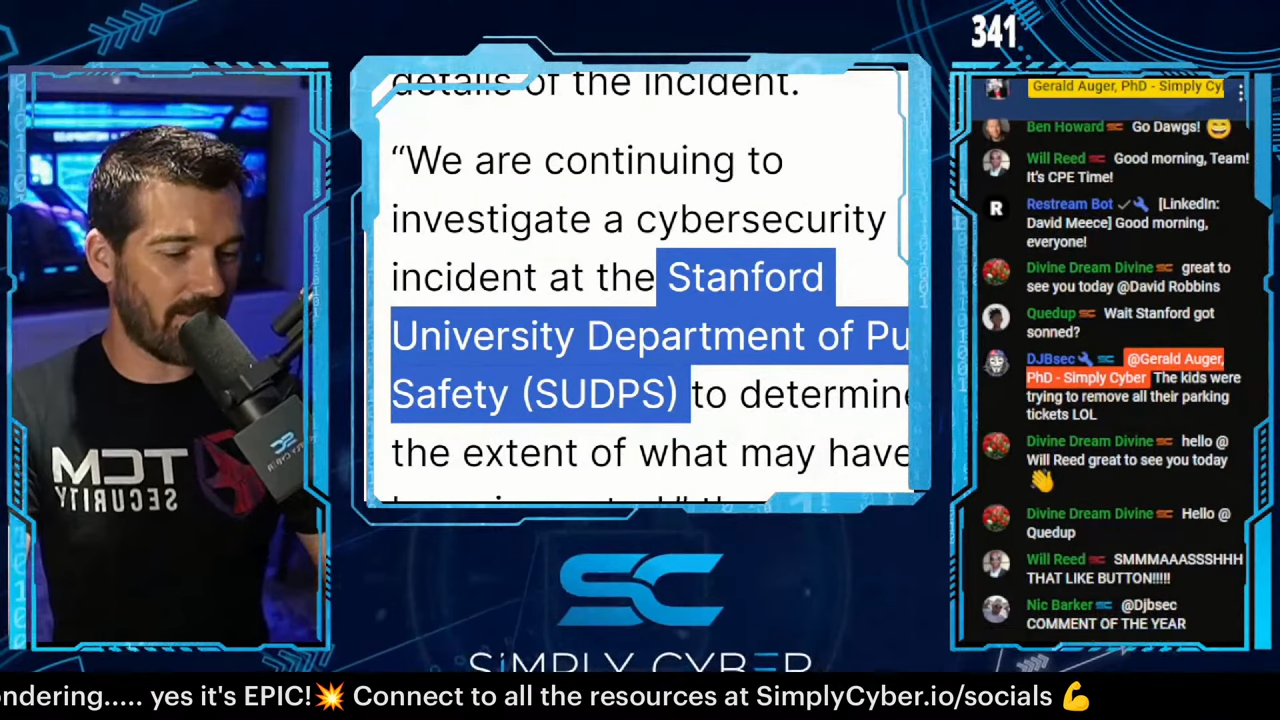 341
details of the incident.
“We are continuing to
investigate a cybersecurity
incident at the Stanford
University Department of Pu
Safety (SUDPS) to determine
the extent of what may have
SC
SIMPLY CYBER
MCT
SECURITY
Gerald Auger, PhD - Simply Cy
Ben Howard Go Dawgs! 😄
Will Reed Good morning, Team!
It's CPE Time!
R
Restream Bot [LinkedIn:
David Meece] Good morning,
everyone!
Divine Dream Divine great to
see you today @David Robbins
Quedup Wait Stanford got
sonned?
DJBsec @Gerald Auger,
PhD - Simply Cyber The kids were
trying to remove all their parking
tickets LOL
Divine Dream Divine hello @
Will Reed great to see you today
👋
Divine Dream Divine Hello @
Quedup
Will Reed SMMMAAASSSHHH
THAT LIKE BUTTON!!!!!
Nic Barker @Djbsec
COMMENT OF THE YEAR
ondering..... yes it's EPIC!💥 Connect to all the resources at SimplyCyber.io/socials 💪